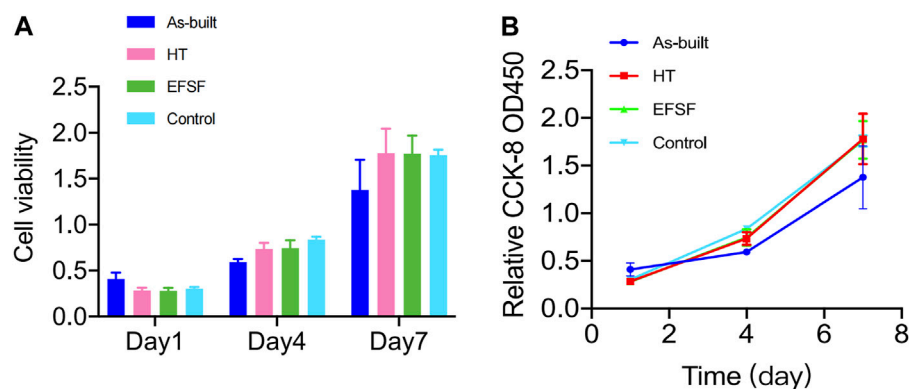 A
As-built
HT
EFSF
Control
Cell viability
2.5
2.0
1.5
1.0
0.5
0.0
Day1 Day4 Day7
B
As-built
HT
EFSF
Control
Relative CCK-8 OD450
2.5
2.0
1.5
1.0
0.5
0.0
0 2 4 6 8
Time (day)